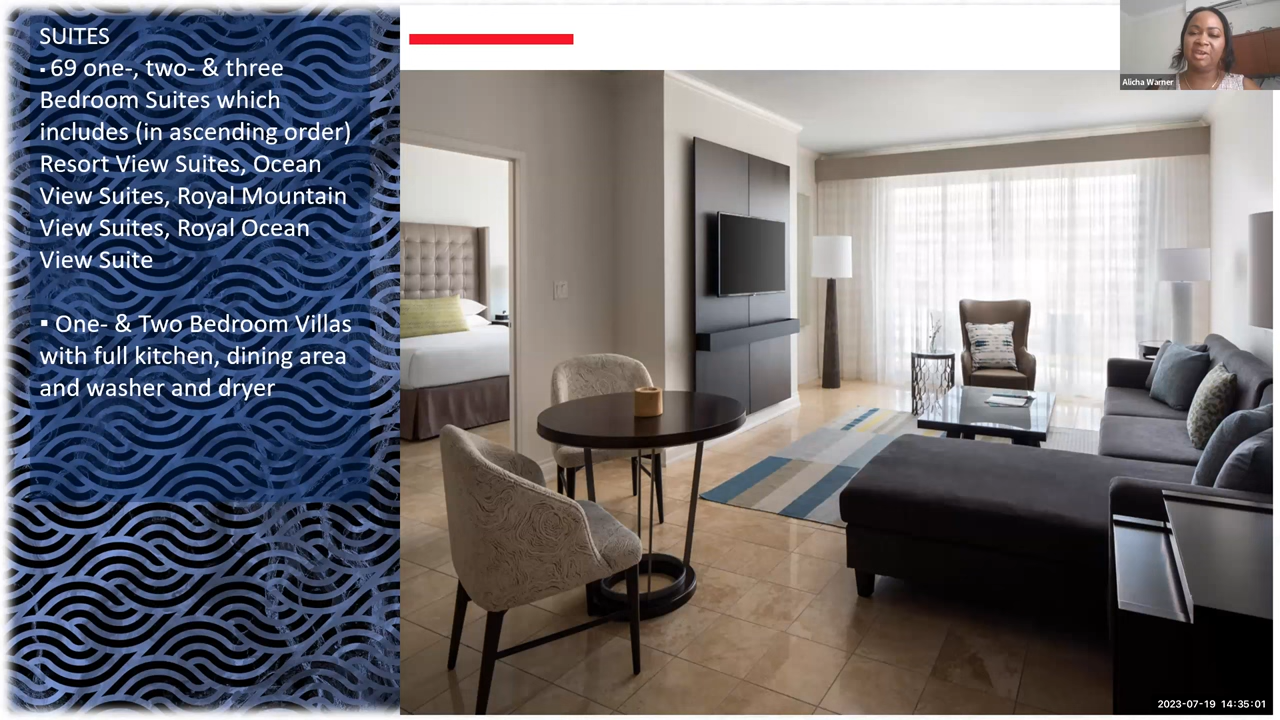 SUITES
▪ 69 one-, two- & three
Bedroom Suites which
includes (in ascending order)
Resort View Suites, Ocean
View Suites, Royal Mountain
View Suites, Royal Ocean
View Suite
▪ One- & Two Bedroom Villas
with full kitchen, dining area
and washer and dryer
Alicha Warner
2023-07-19 14:35:01